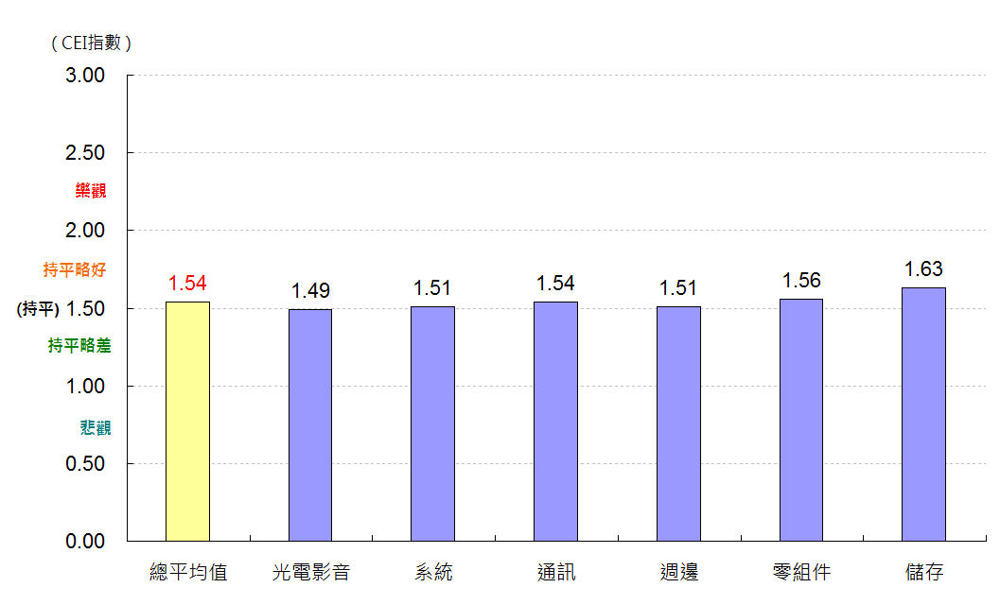 ( CEI指數 )
3.00
2.50
樂觀
2.00
持平略好
(持平) 1.50
持平略差
1.00
悲觀
0.50
0.00
1.54
1.49
1.51
1.54
1.51
1.56
1.63
總平均值
光電影音
系統
通訊
週邊
零組件
儲存